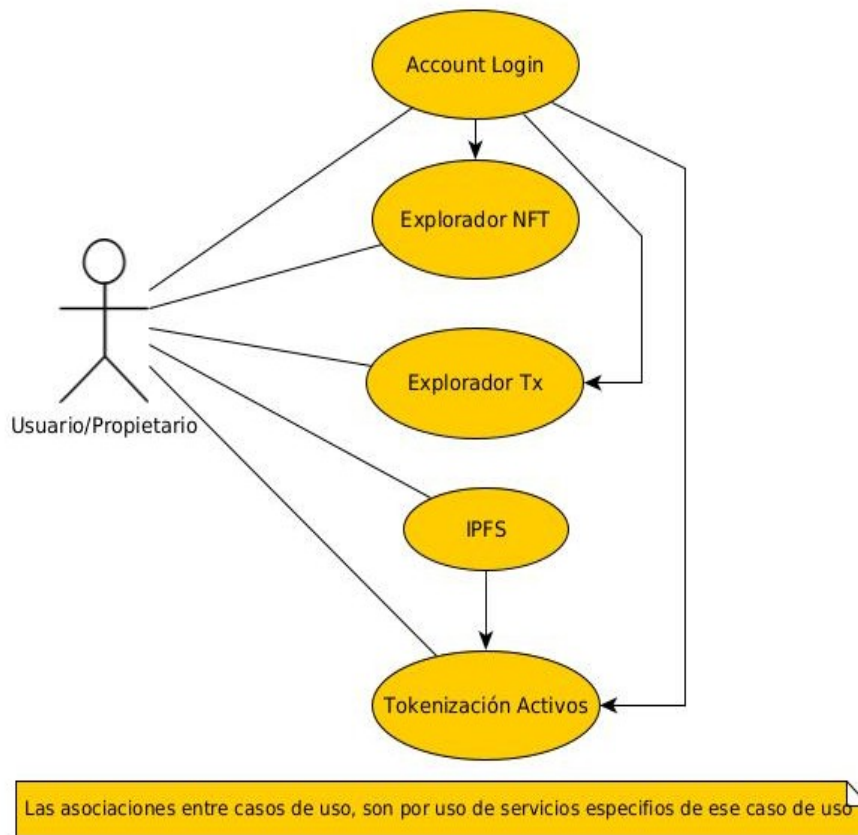 Account Login
Explorador NFT
Explorador Tx
Usuario/Propietario
IPFS
Tokenización Activos
Las asociaciones entre casos de uso, son por uso de servicios especifios de ese caso de uso